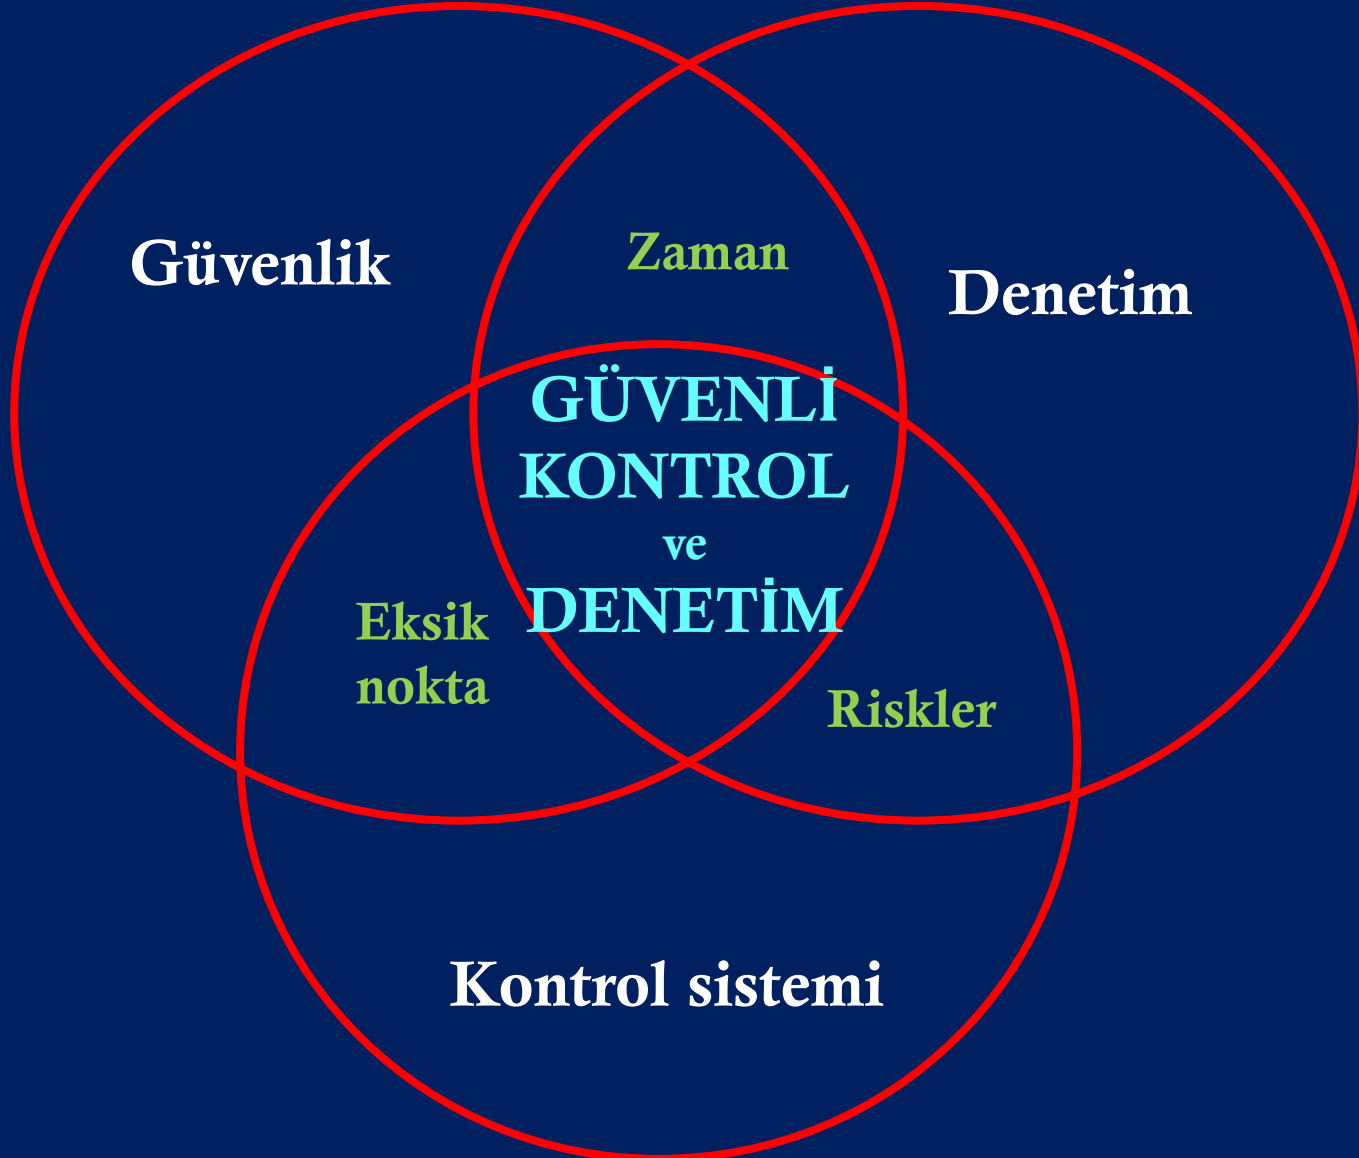 Güvenlik
Zaman
Denetim
GÜVENLİ
KONTROL
ve
DENETİM
Eksik
nokta
Riskler
Kontrol sistemi